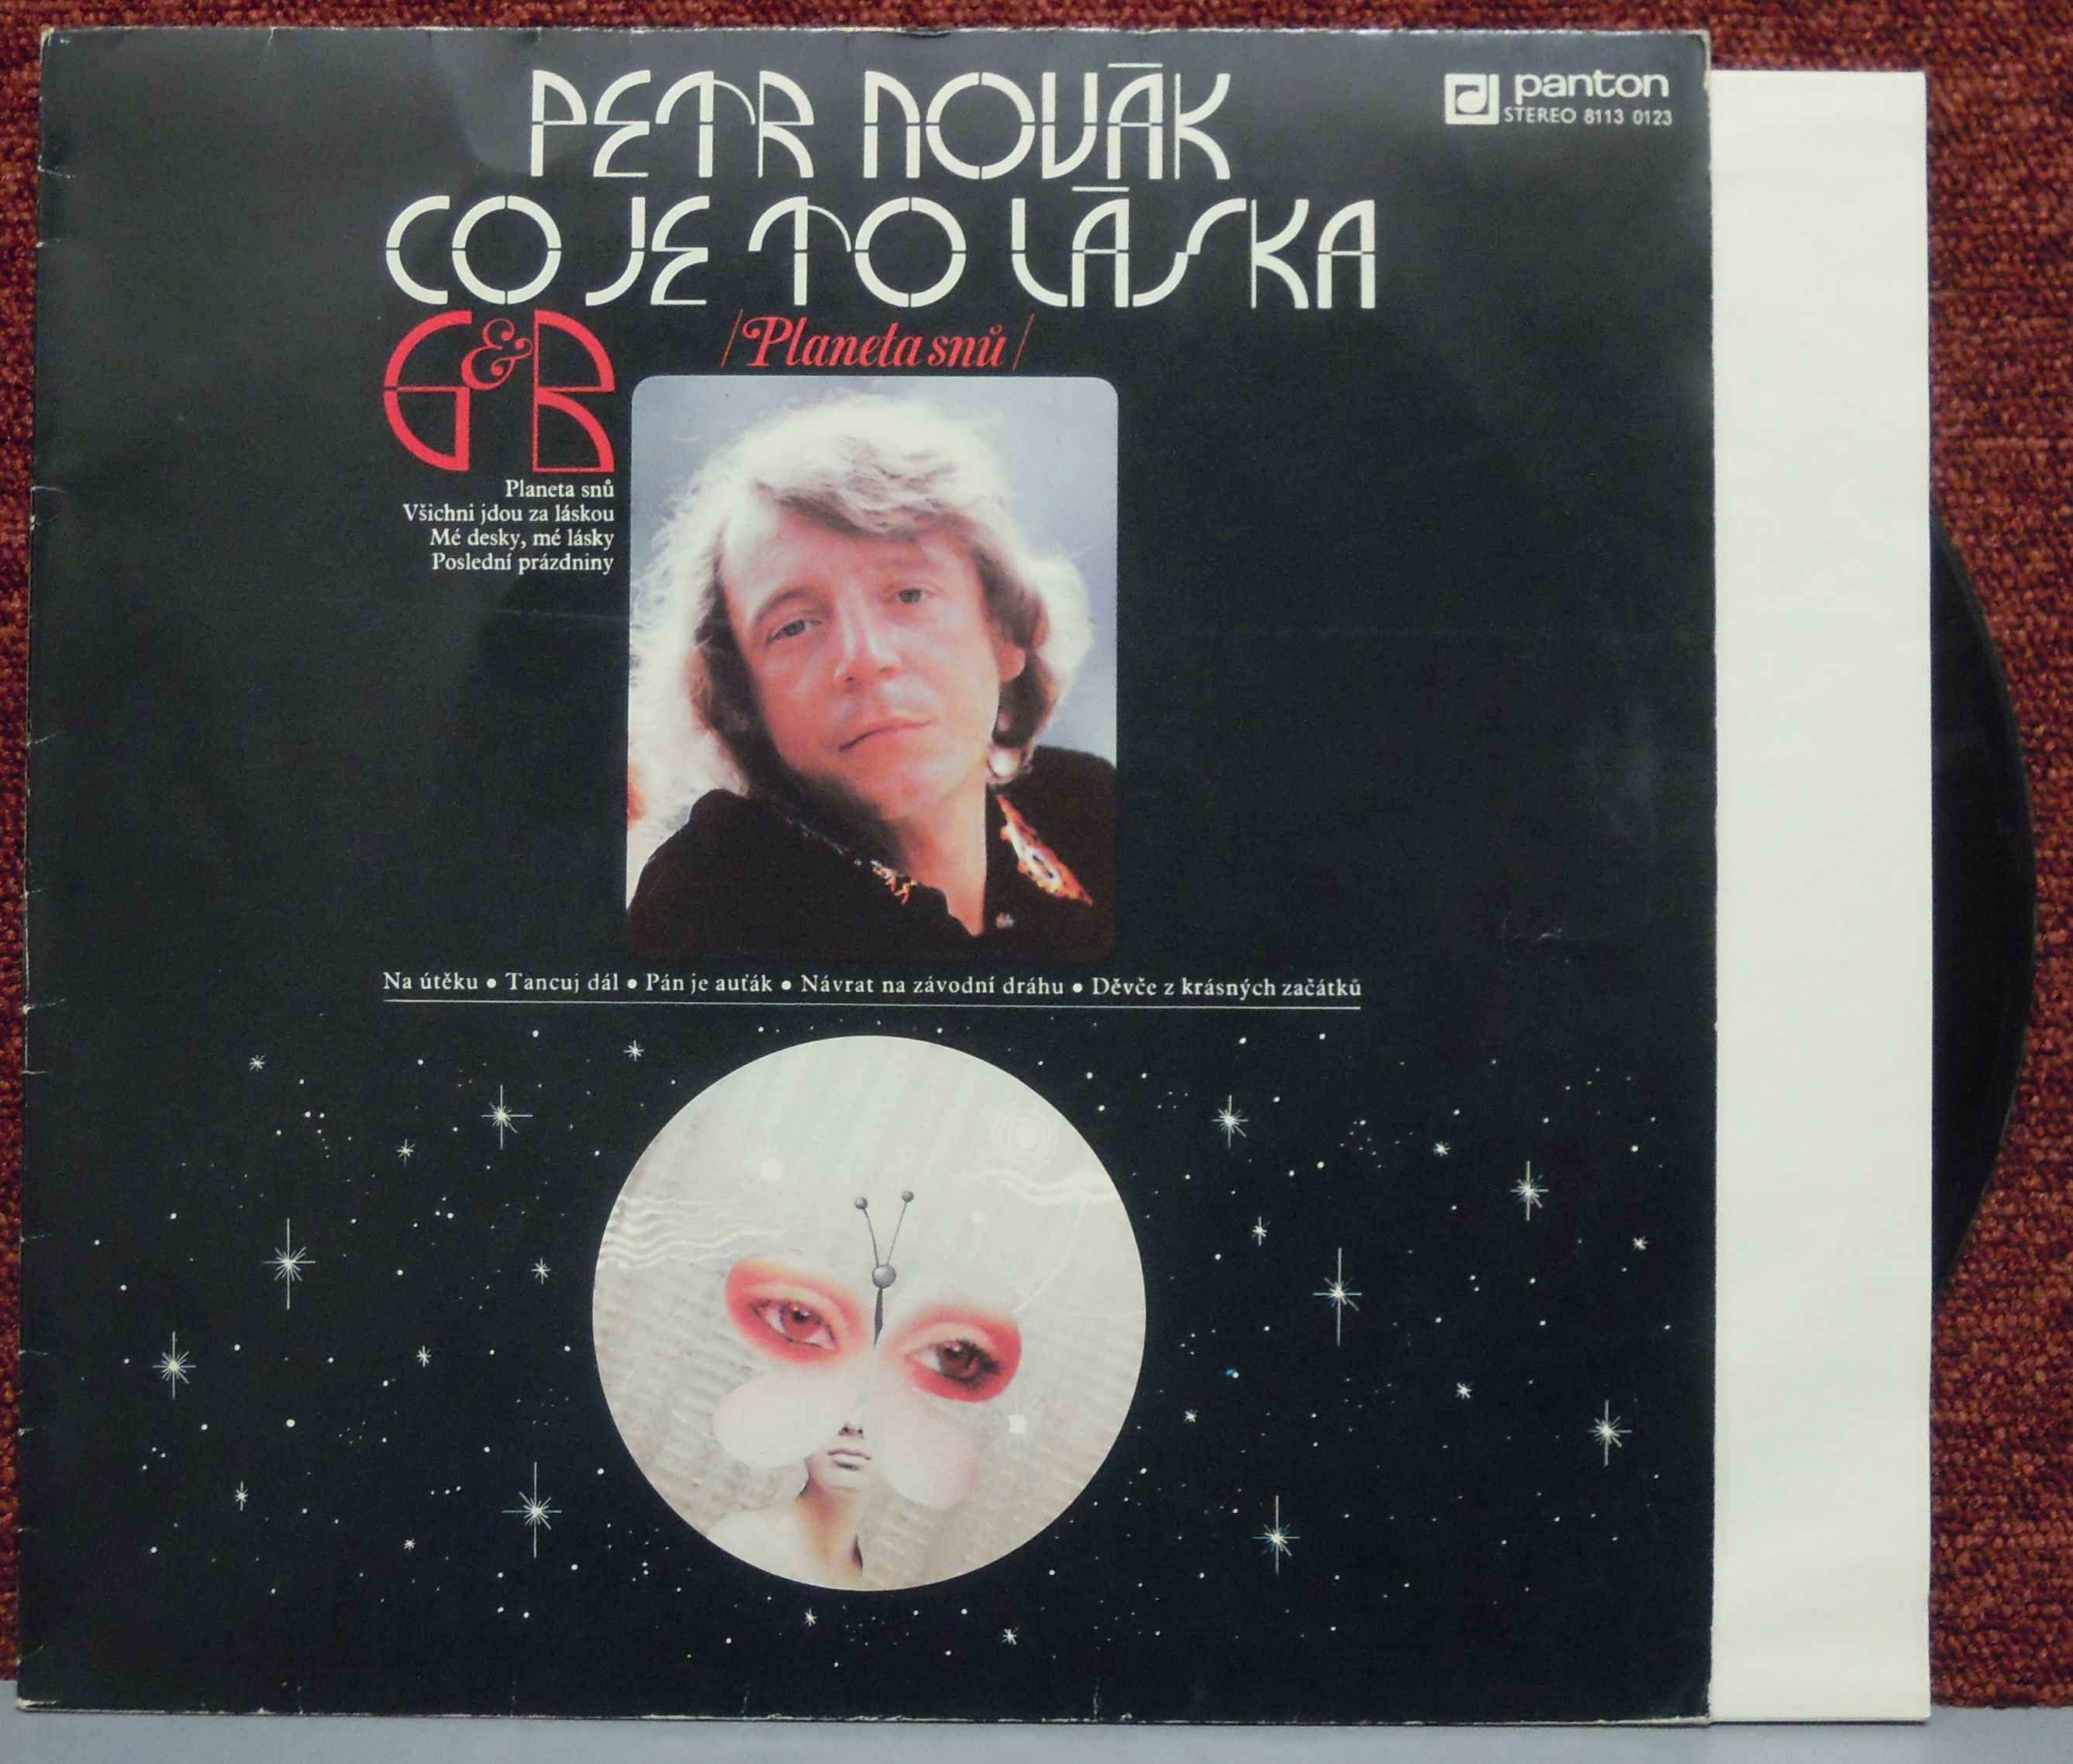 PETR NOVÁK
panton
STEREO 8113 0123
CO JE TO LÁSKA
G&B
/Planeta snů/
Planeta snů
Všichni jdou za láskou
Mé desky, mé lásky
Poslední prázdniny
Na útěku • Tancuj dál • Pán je auťák • Návrat na závodní dráhu • Děvče z krásných začátků